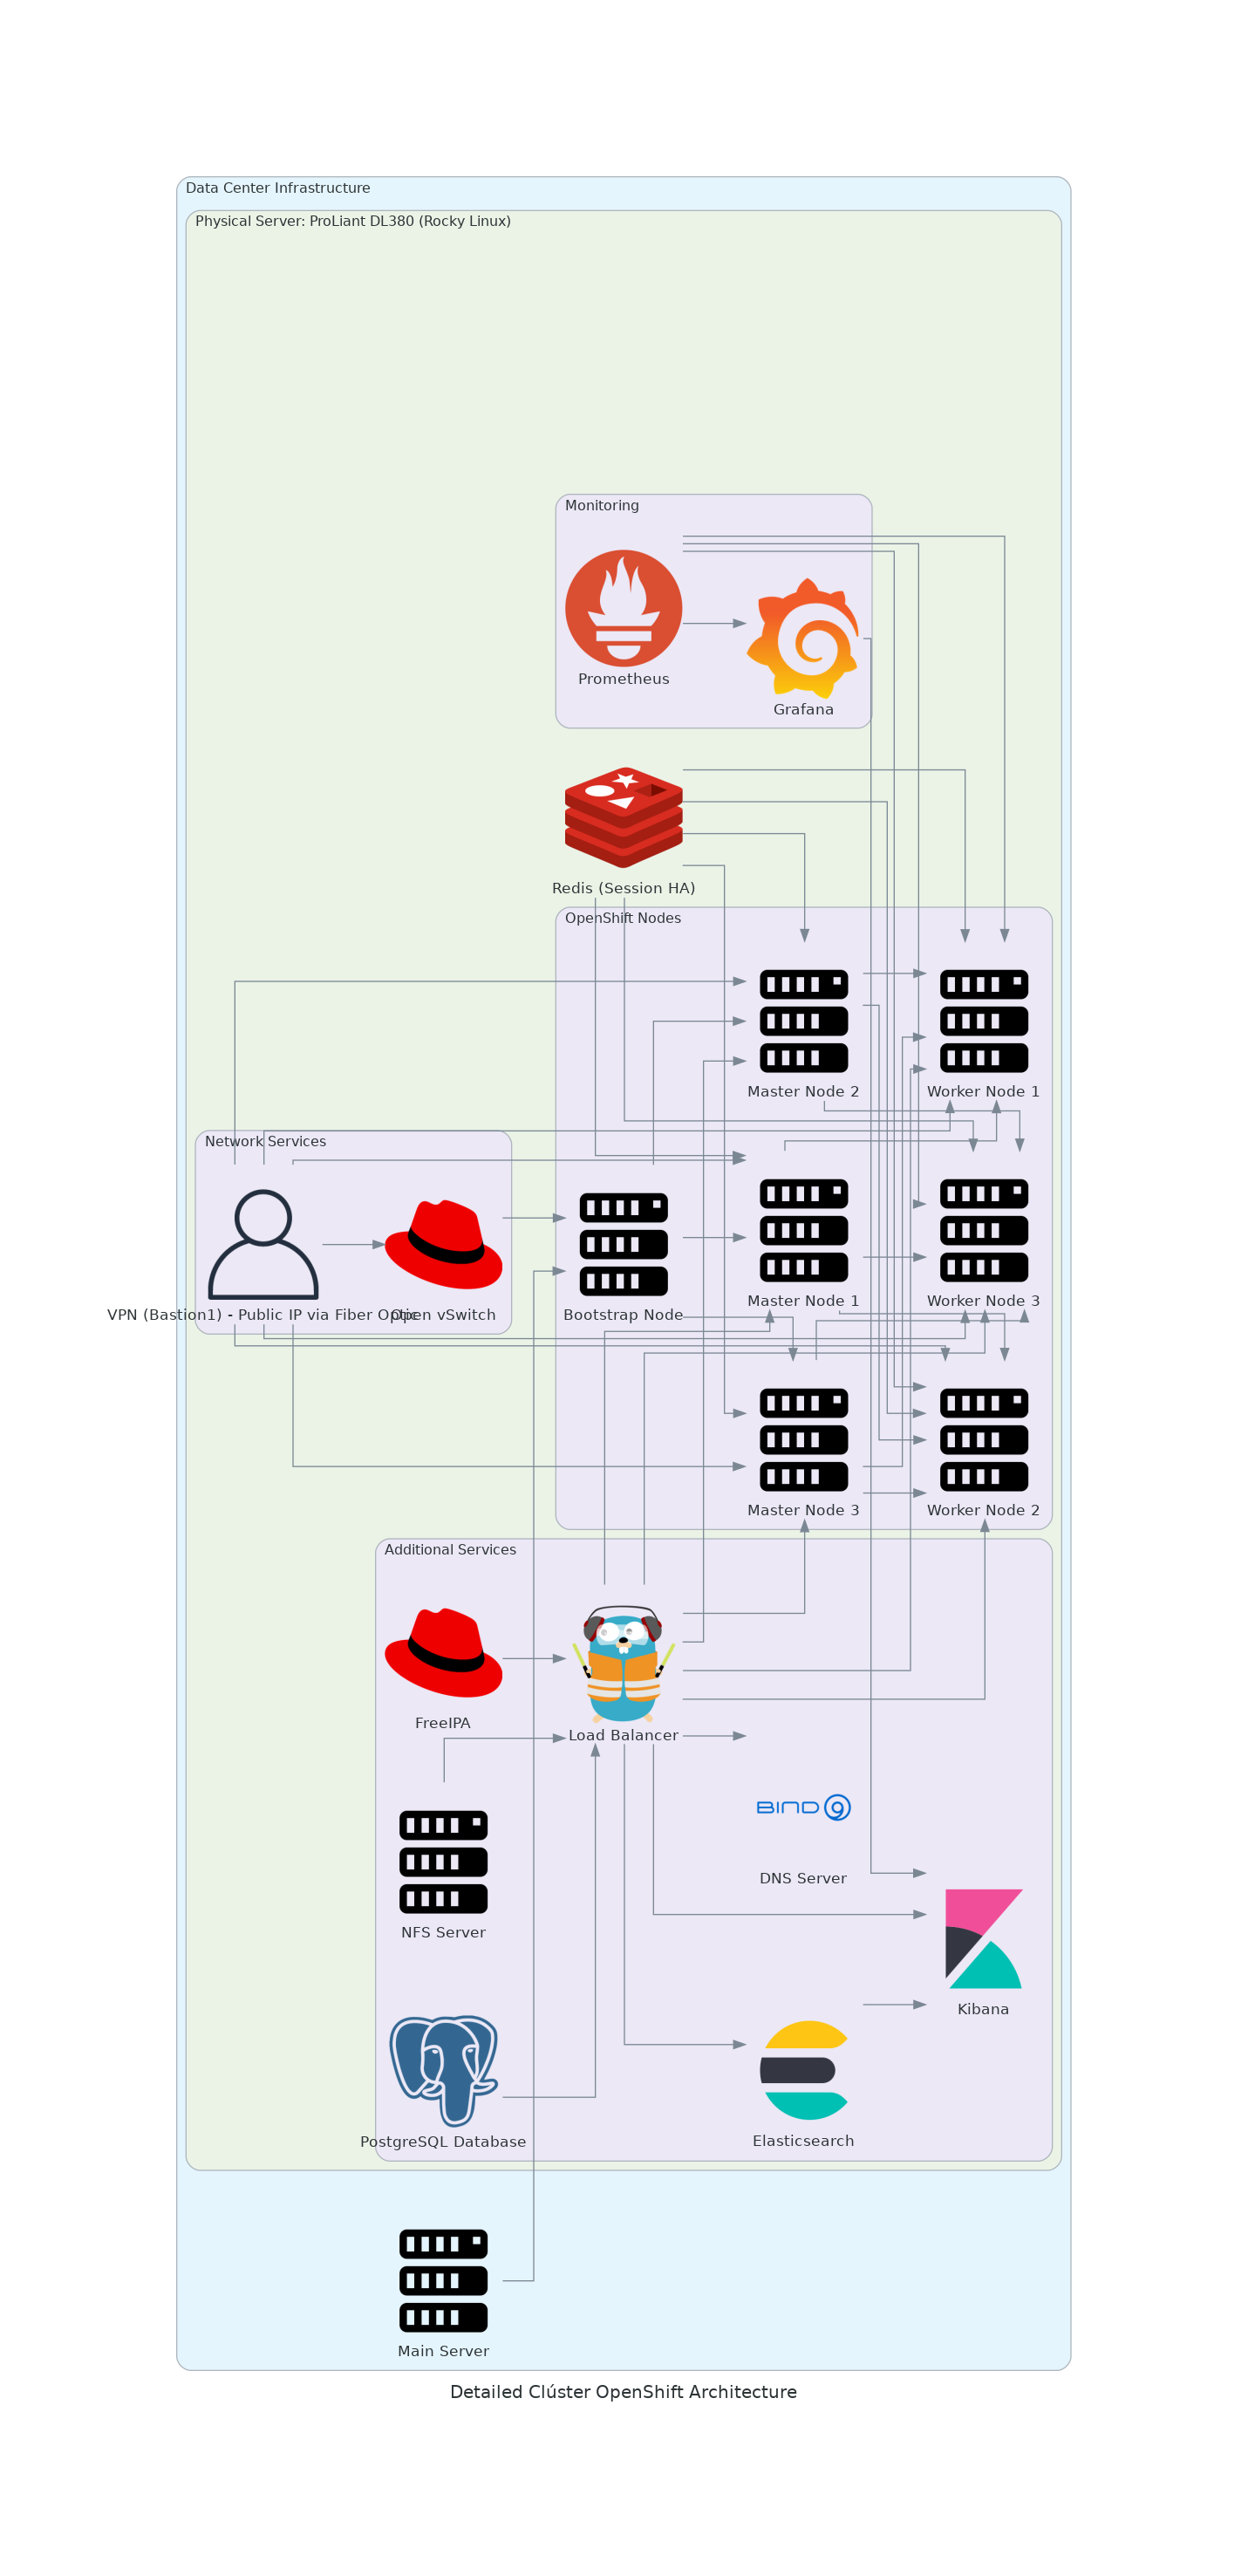 Data Center Infrastructure
Physical Server: ProLiant DL380 (Rocky Linux)
Monitoring
Prometheus
Grafana
Redis (Session HA)
OpenShift Nodes
Master Node 2
Worker Node 1
Network Services
VPN (Bastion1) - Public IP via Fiber Optic
Open vSwitch
Bootstrap Node
Master Node 1
Worker Node 3
Master Node 3
Worker Node 2
Additional Services
FreeIPA
Load Balancer
BIND 9
DNS Server
NFS Server
Kibana
PostgreSQL Database
Elasticsearch
Main Server
Detailed Clúster OpenShift Architecture